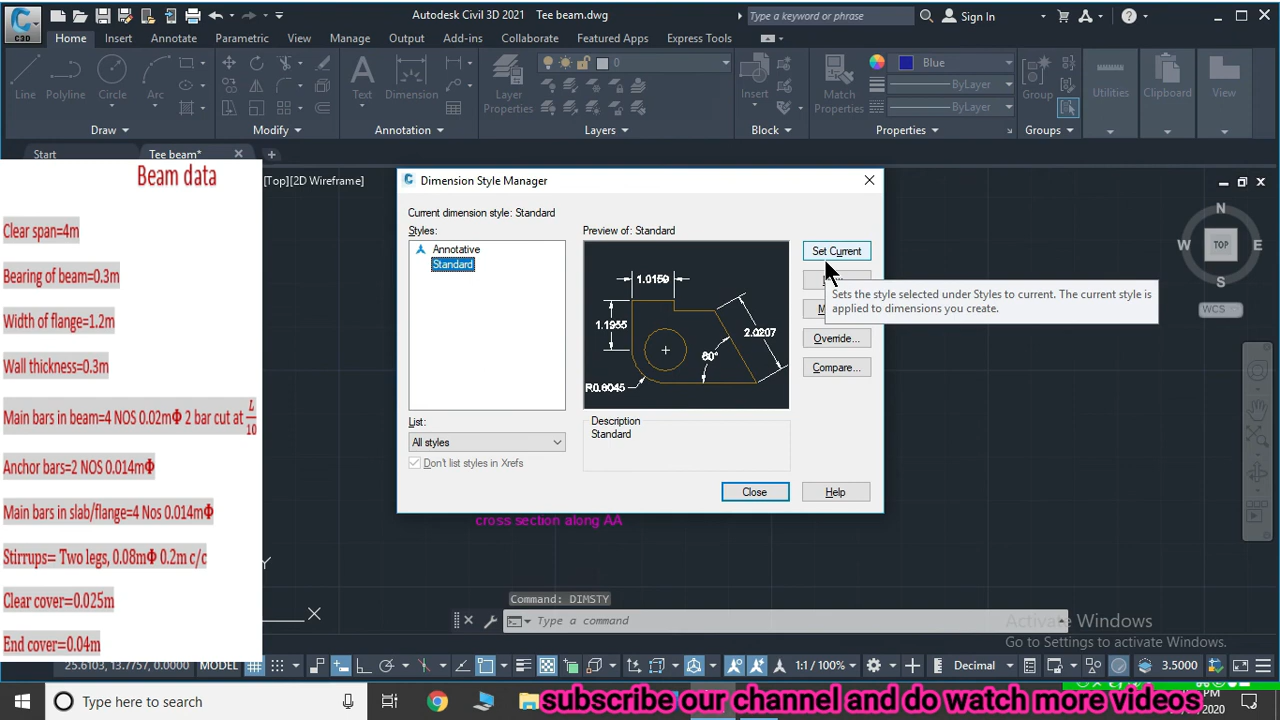 Autodesk Civil 3D 2021 Tee beam.dwg
Type a keyword or phrase
Sign In
C3D
Home Insert Annotate Parametric View Manage Output Add-ins Collaborate Featured Apps Express Tools
0
Blue
ByLayer
ByLayer
Line Polyline Circle Arc
Text Dimension
Layer Properties
Insert
Match Properties
Group
Utilities
Clipboard
View
Draw Modify Annotation Layers Block Properties Groups
Start Tee beam*
[Top][2D Wireframe]
Beam data
Clear span=4m
Bearing of beam=0.3m
Width of flange=1.2m
Wall thickness=0.3m
Main bars in beam=4 NOS 0.02mΦ 2 bar cut at L/10
Anchor bars=2 NOS 0.014mΦ
Main bars in slab/flange=4 Nos 0.014mΦ
Stirrups= Two legs, 0.08mΦ 0.2m c/c
Clear cover=0.025m
End cover=0.04m
Dimension Style Manager
Current dimension style: Standard
Styles:
Annotative
Standard
Preview of: Standard
1.0159
1.1955
2.0207
60°
R0.8045
Set Current
Sets the style selected under Styles to current. The current style is
applied to dimensions you create.
Override...
Compare...
List:
All styles
Don't list styles in Xrefs
Description
Standard
Close
Help
N
W TOP E
S
WCS
cross section along AA
Y
X
Command: DIMSTY
Type a command
Activate Windows
Go to Settings to activate Windows.
25.6103, 13.7757, 0.0000 MODEL
1:1 / 100%
Decimal
3.5000
Type here to search
subscribe our channel and do watch more videos